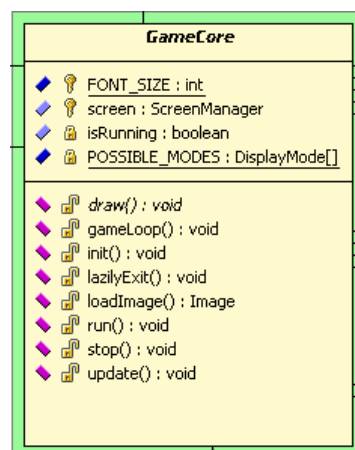 GameCore
FONT_SIZE : int
screen : ScreenManager
isRunning : boolean
POSSIBLE_MODES : DisplayMode[]
draw() : void
gameLoop() : void
init() : void
lazilyExit() : void
loadImage() : Image
run() : void
stop() : void
update() : void